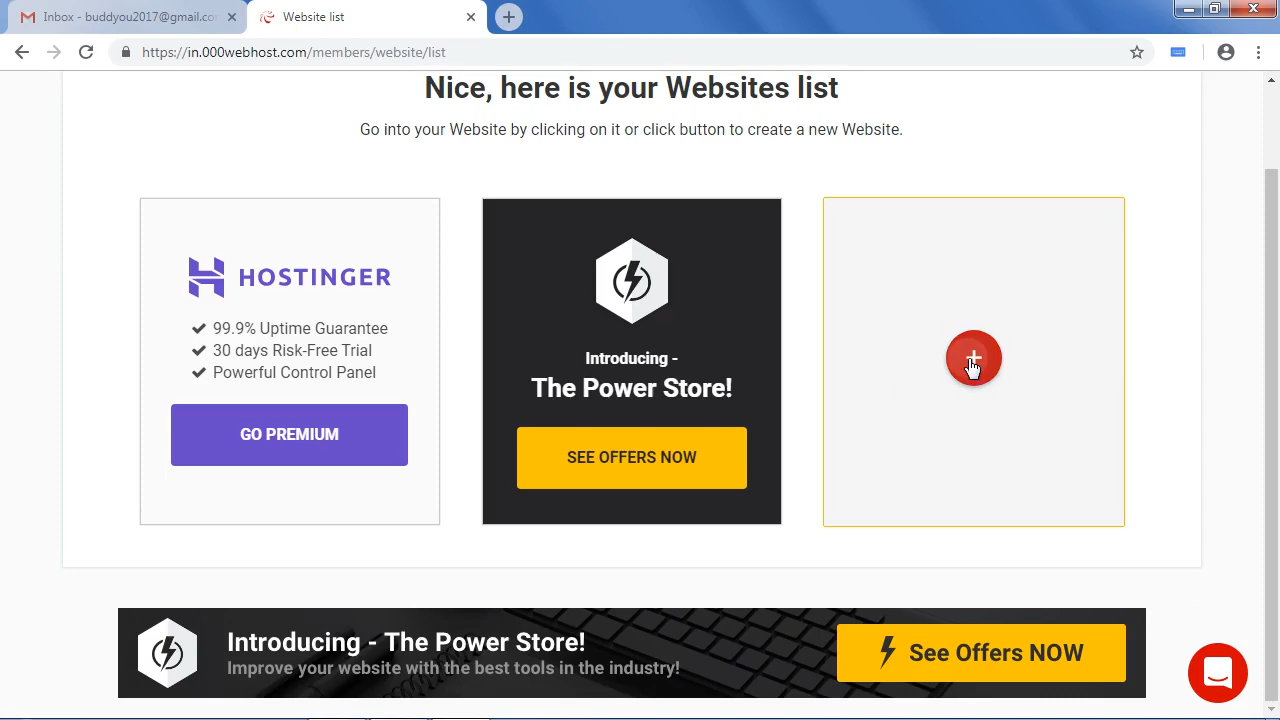 Inbox - buddyou2017@gmail.co
Website list
https://in.000webhost.com/members/website/list
Nice, here is your Websites list
Go into your Website by clicking on it or click button to create a new Website.
HOSTINGER
99.9% Uptime Guarantee
30 days Risk-Free Trial
Powerful Control Panel
GO PREMIUM
Introducing -
The Power Store!
SEE OFFERS NOW
Introducing - The Power Store!
Improve your website with the best tools in the industry!
See Offers NOW